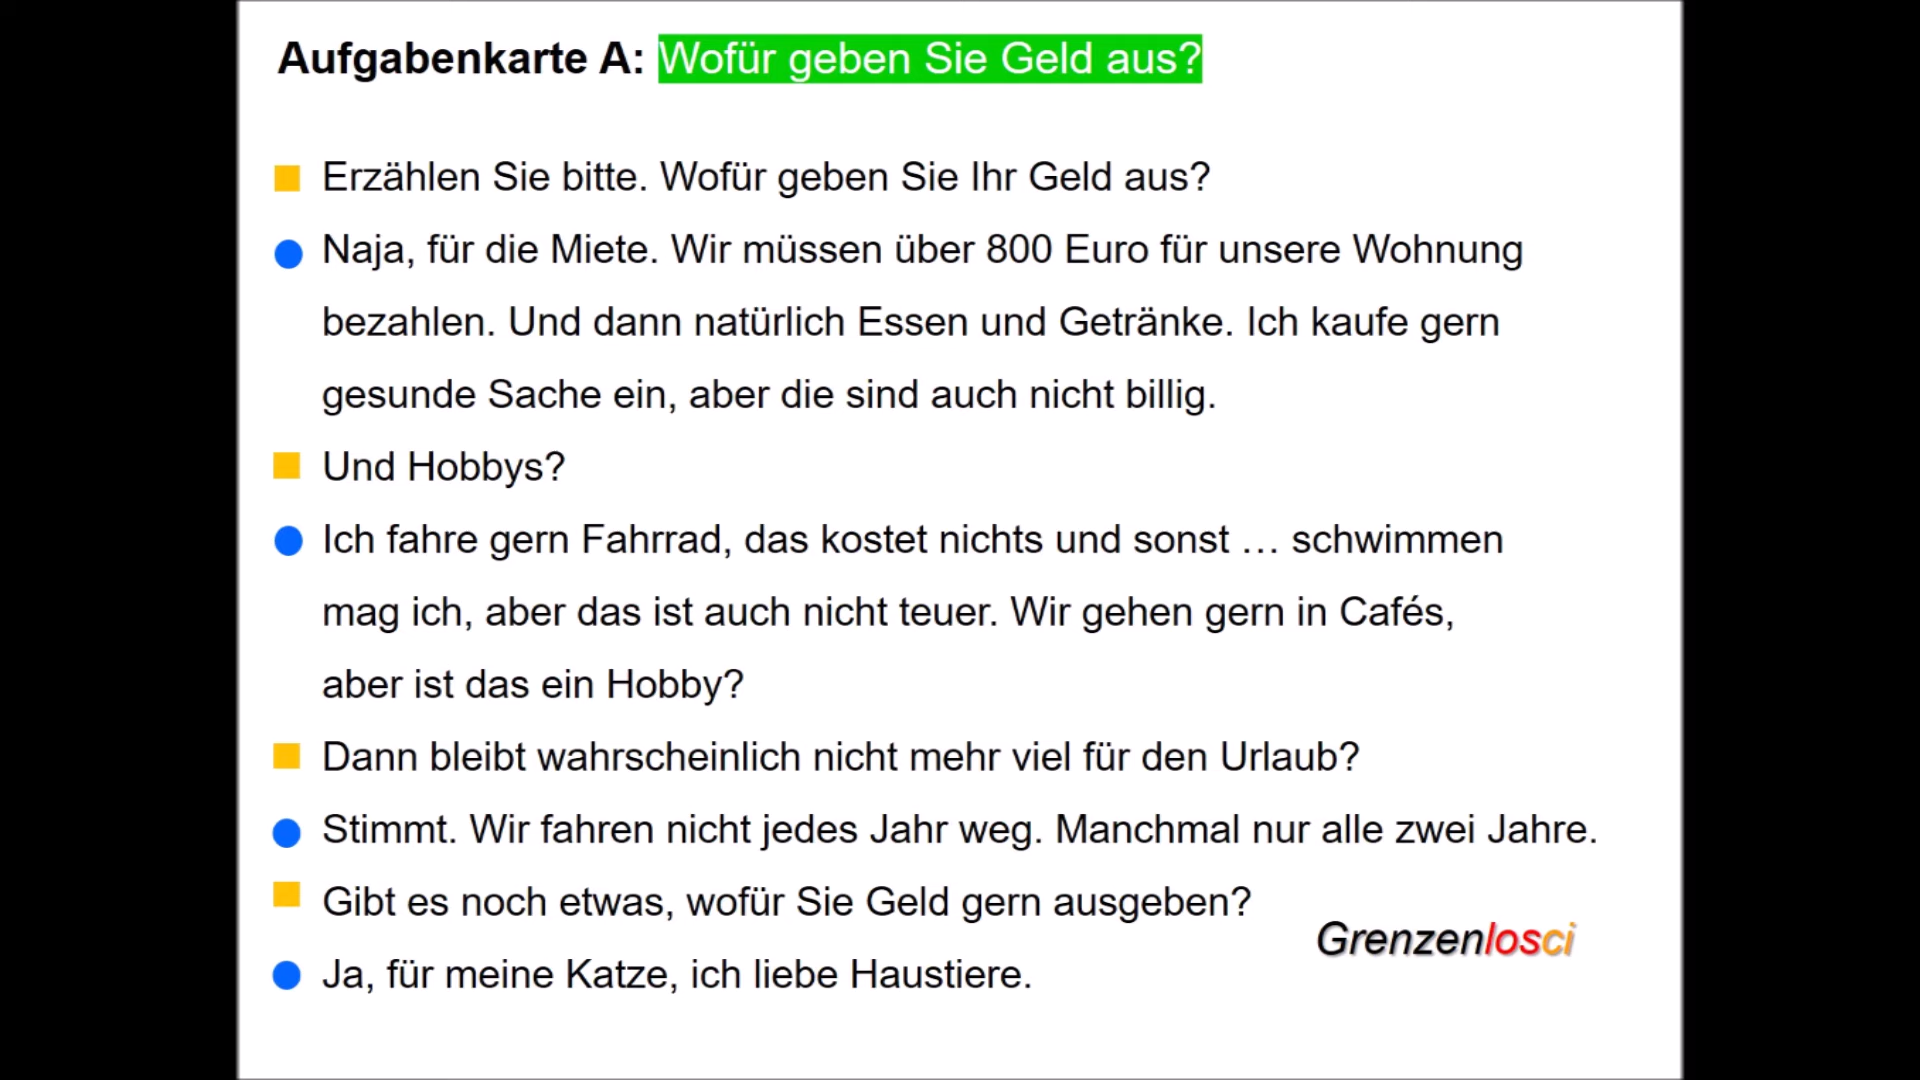 Aufgabenkarte A: Wofür geben Sie Geld aus?
Erzählen Sie bitte. Wofür geben Sie Ihr Geld aus?
Naja, für die Miete. Wir müssen über 800 Euro für unsere Wohnung
bezahlen. Und dann natürlich Essen und Getränke. Ich kaufe gern
gesunde Sache ein, aber die sind auch nicht billig.
Und Hobbys?
Ich fahre gern Fahrrad, das kostet nichts und sonst … schwimmen
mag ich, aber das ist auch nicht teuer. Wir gehen gern in Cafés,
aber ist das ein Hobby?
Dann bleibt wahrscheinlich nicht mehr viel für den Urlaub?
Stimmt. Wir fahren nicht jedes Jahr weg. Manchmal nur alle zwei Jahre.
Gibt es noch etwas, wofür Sie Geld gern ausgeben?
Grenzenlosci
Ja, für meine Katze, ich liebe Haustiere.